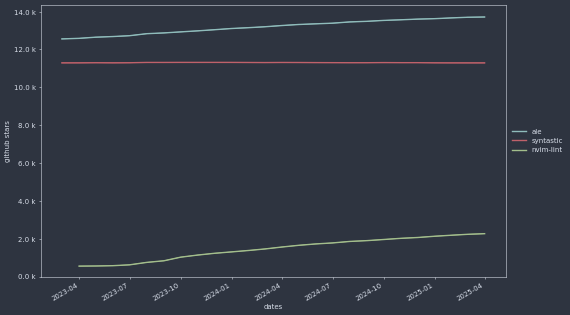 14.0 k
12.0 k
10.0 k
8.0 k
6.0 k
4.0 k
2.0 k
0.0 k
github stars
2023-04
2023-07
2023-10
2024-01
2024-04
2024-07
2024-10
2025-01
2025-04
dates
ale
syntastic
nvim-lint